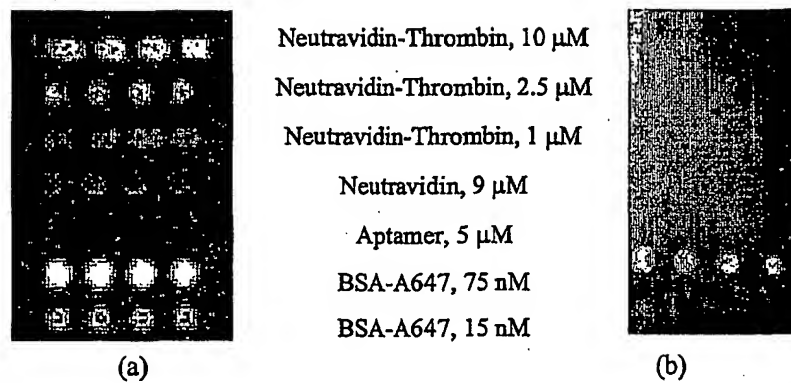 Neutravidin-Thrombin, 10 μM
Neutravidin-Thrombin, 2.5 μM
Neutravidin-Thrombin, 1 μM
Neutravidin, 9 μM
Aptamer, 5 μM
BSA-A647, 75 nM
BSA-A647, 15 nM
(a)
(b)